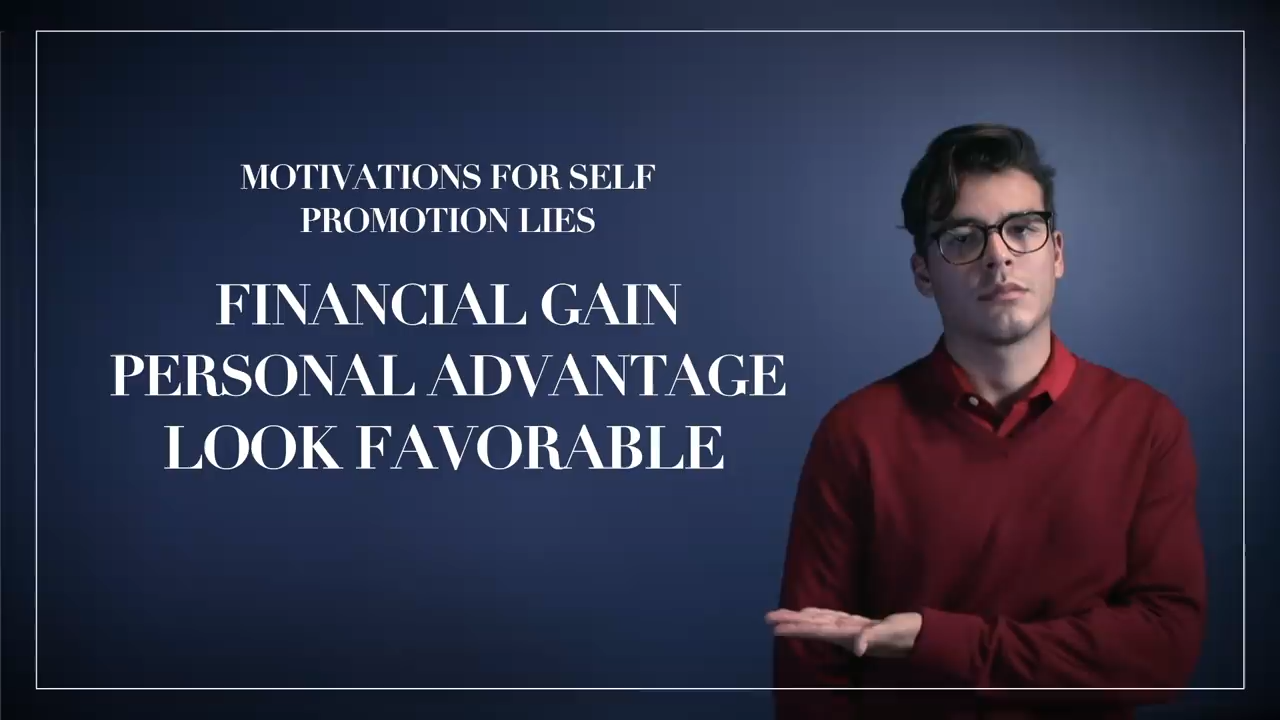 MOTIVATIONS FOR SELF
PROMOTION LIES
FINANCIAL GAIN
PERSONAL ADVANTAGE
LOOK FAVORABLE